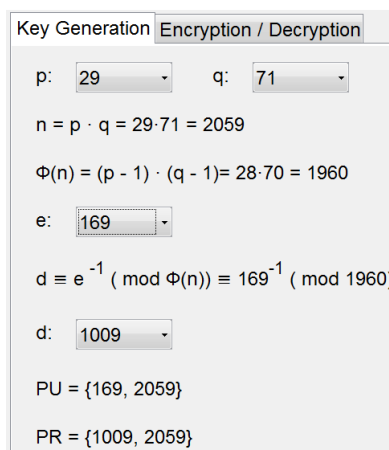 Key Generation Encryption / Decryption
p: 29 q: 71
n = p · q = 29·71 = 2059
Φ(n) = (p - 1) · (q - 1)= 28·70 = 1960
e: 169
d ≡ e⁻¹ ( mod Φ(n)) ≡ 169⁻¹ ( mod 1960)
d: 1009
PU = {169, 2059}
PR = {1009, 2059}